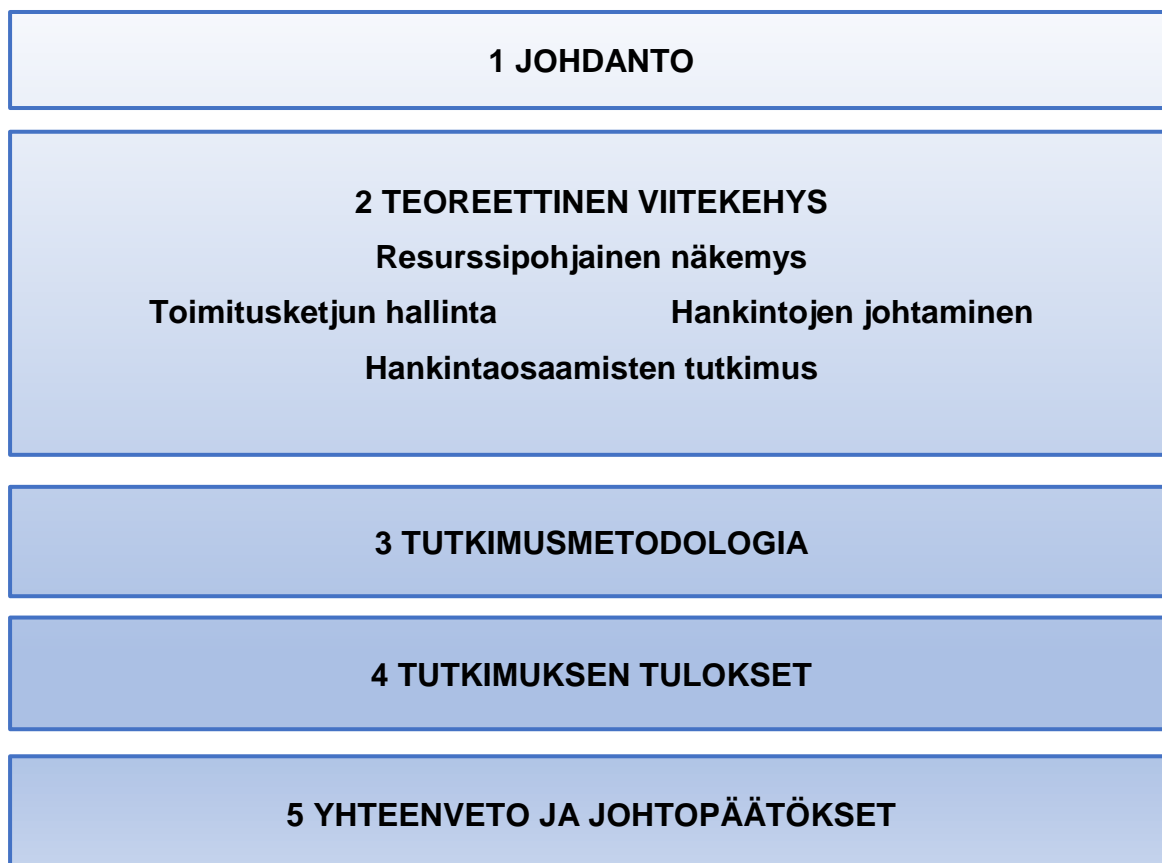 1 JOHDANTO
2 TEOREETTINEN VIITEKEHYS
Resurssipohjainen näkemys
Toimitusketjun hallinta Hankintojen johtaminen
Hankintaosaamisten tutkimus
3 TUTKIMUSMETODOLOGIA
4 TUTKIMUKSEN TULOKSET
5 YHTEENVETO JA JOHTOPÄÄTÖKSET